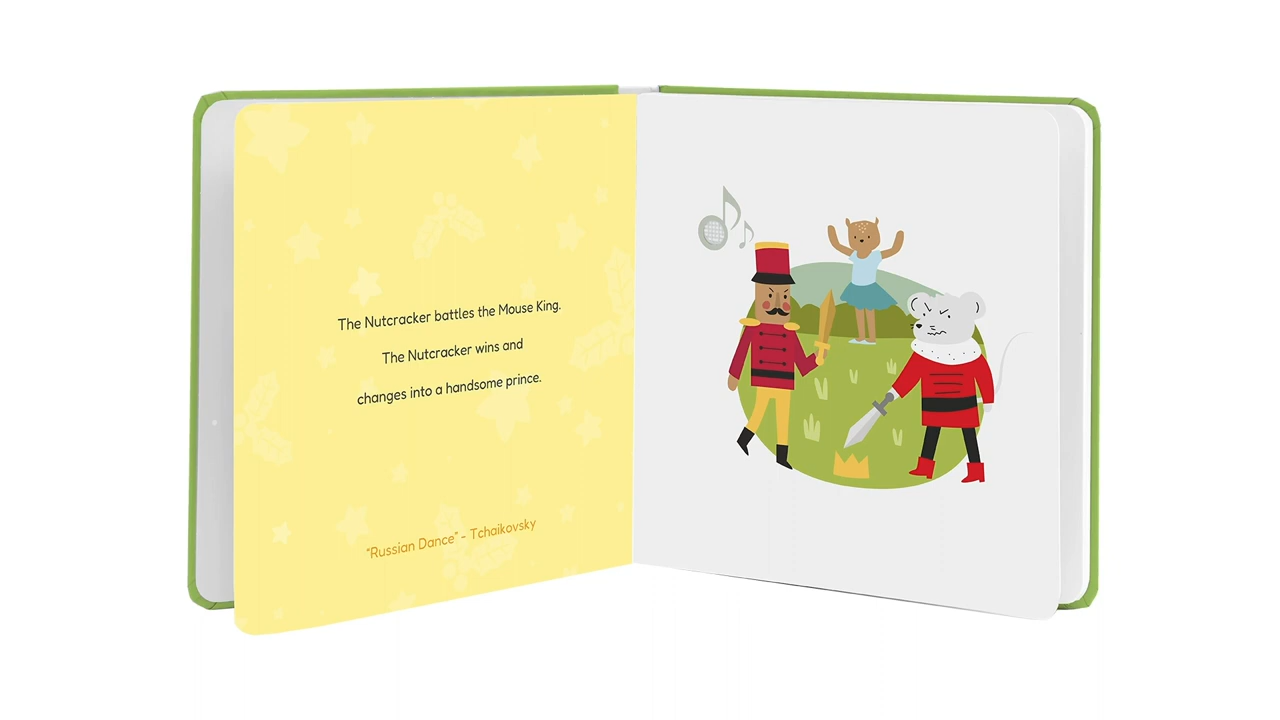 The Nutcracker battles the Mouse King.
The Nutcracker wins and
changes into a handsome prince.
"Russian Dance" - Tchaikovsky